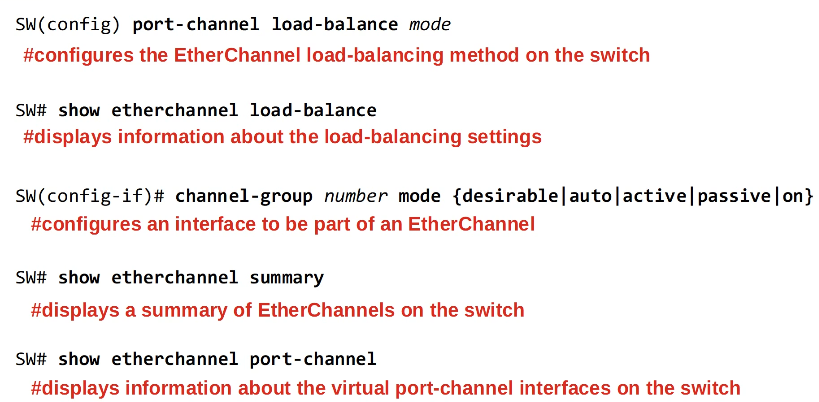 SW(config) port-channel load-balance mode
#configures the EtherChannel load-balancing method on the switch
SW# show etherchannel load-balance
#displays information about the load-balancing settings
SW(config-if)# channel-group number mode {desirable|auto|active|passive|on}
#configures an interface to be part of an EtherChannel
SW# show etherchannel summary
#displays a summary of EtherChannels on the switch
SW# show etherchannel port-channel
#displays information about the virtual port-channel interfaces on the switch